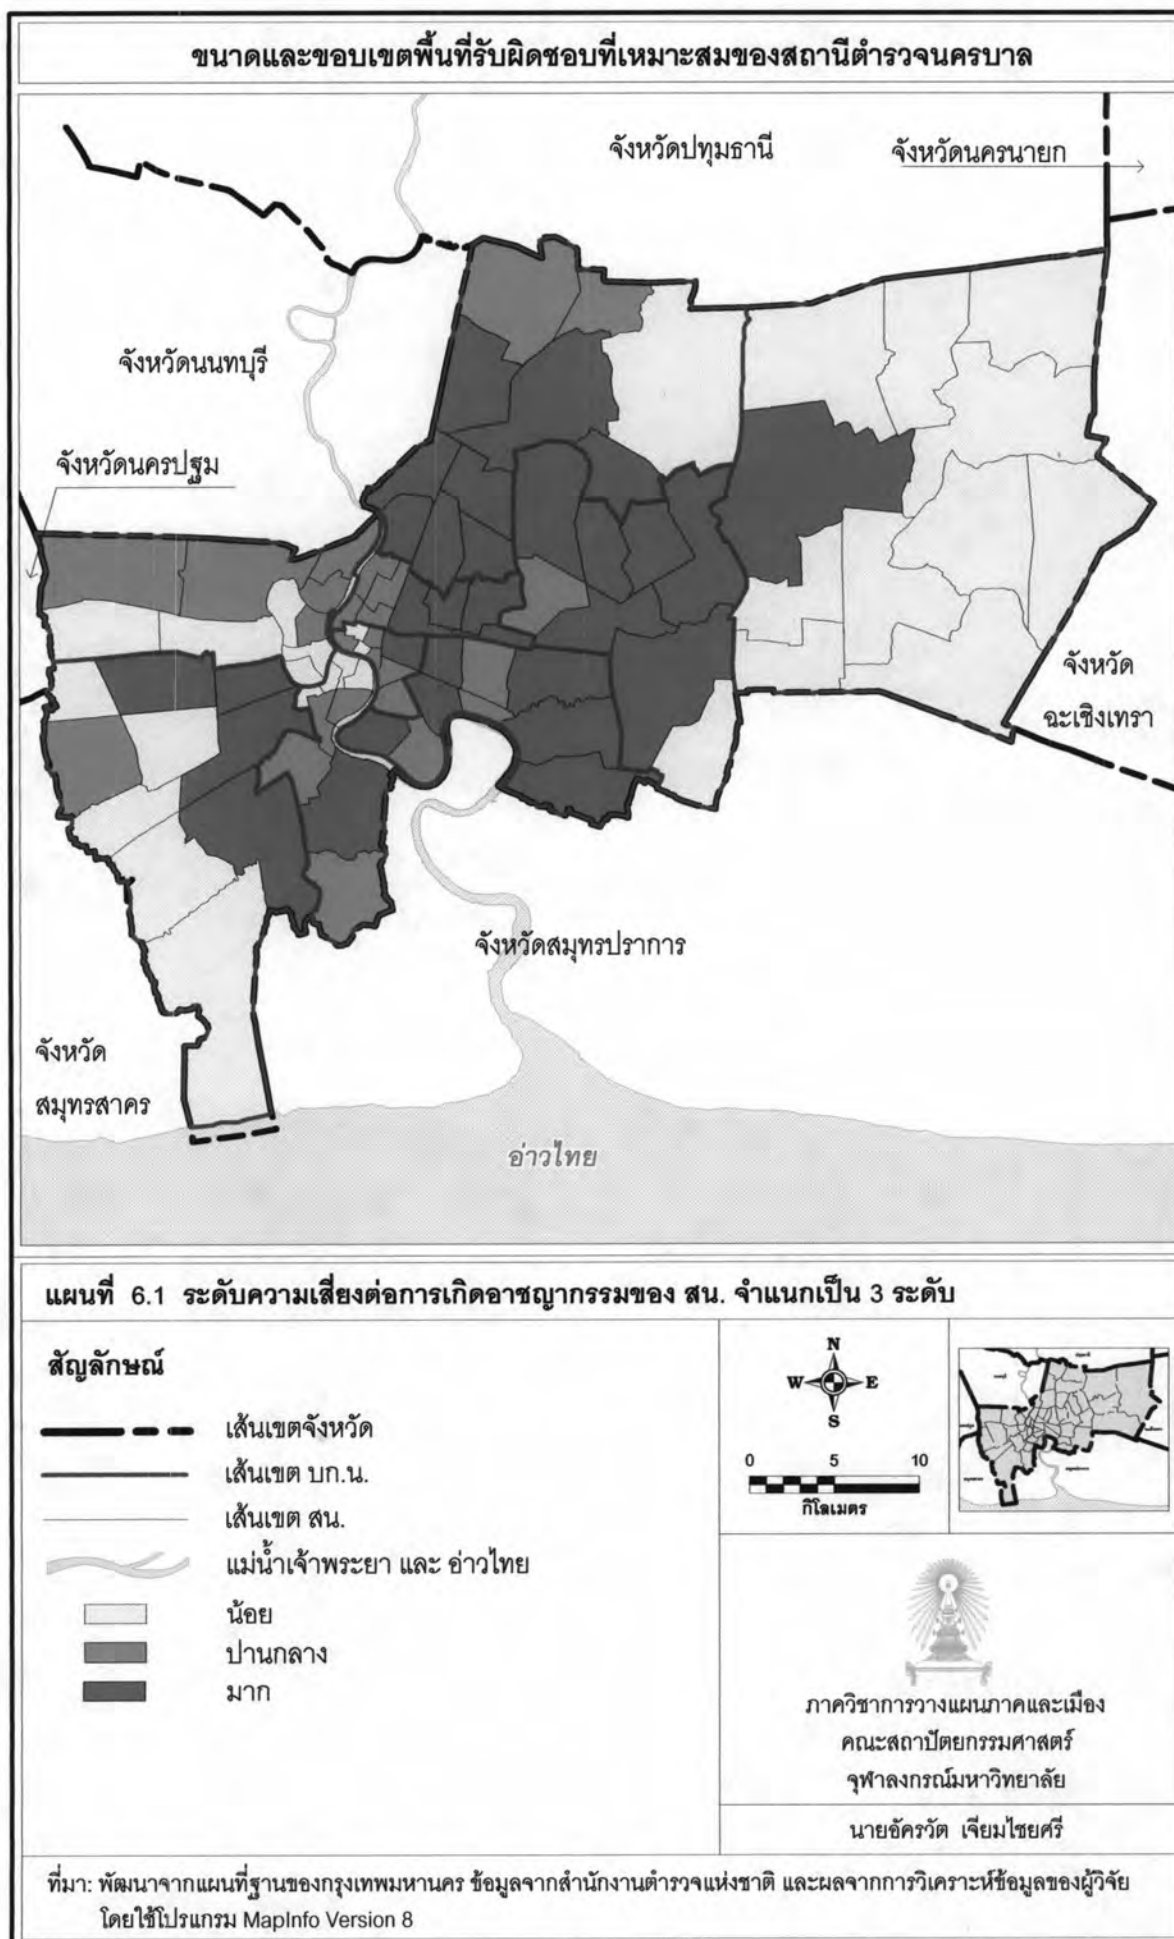 ขนาดและขอบเขตพื้นที่รับผิดชอบที่เหมาะสมของสถานีตำรวจนครบาล
จังหวัดปทุมธานี
จังหวัดนครนายก
จังหวัดนนทบุรี
จังหวัดนครปฐม
จังหวัด
ฉะเชิงเทรา
จังหวัดสมุทรปราการ
จังหวัด
สมุทรสาคร
อ่าวไทย
แผนที่ 6.1 ระดับความเสี่ยงต่อการเกิดอาชญากรรมของ สน. จำแนกเป็น 3 ระดับ
สัญลักษณ์
เส้นเขตจังหวัด
เส้นเขต บก.น.
เส้นเขต สน.
แม่น้ำเจ้าพระยา และ อ่าวไทย
น้อย
ปานกลาง
มาก
N
W E
S
0 5 10
กิโลเมตร
ภาควิชาการวางแผนภาคและเมือง
คณะสถาปัตยกรรมศาสตร์
จุฬาลงกรณ์มหาวิทยาลัย
นายอัครวัต เจียมไชยศรี
ที่มา: พัฒนาจากแผนที่ฐานของกรุงเทพมหานคร ข้อมูลจากสำนักงานตำรวจแห่งชาติ และผลจากการวิเคราะห์ข้อมูลของผู้วิจัย
โดยใช้โปรแกรม MapInfo Version 8